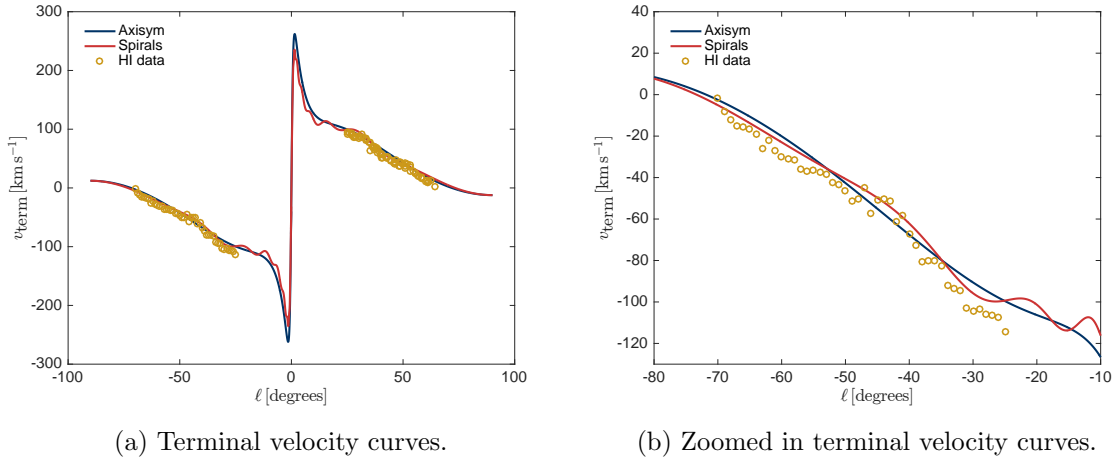 300
200
100
0
-100
-200
-300
-100 -50 0 50 100
v_term [km s⁻¹]
ℓ [degrees]
Axisym
Spirals
HI data
(a) Terminal velocity curves.
40
20
0
-20
-40
-60
-80
-100
-120
-80 -70 -60 -50 -40 -30 -20 -10
v_term [km s⁻¹]
ℓ [degrees]
Axisym
Spirals
HI data
(b) Zoomed in terminal velocity curves.